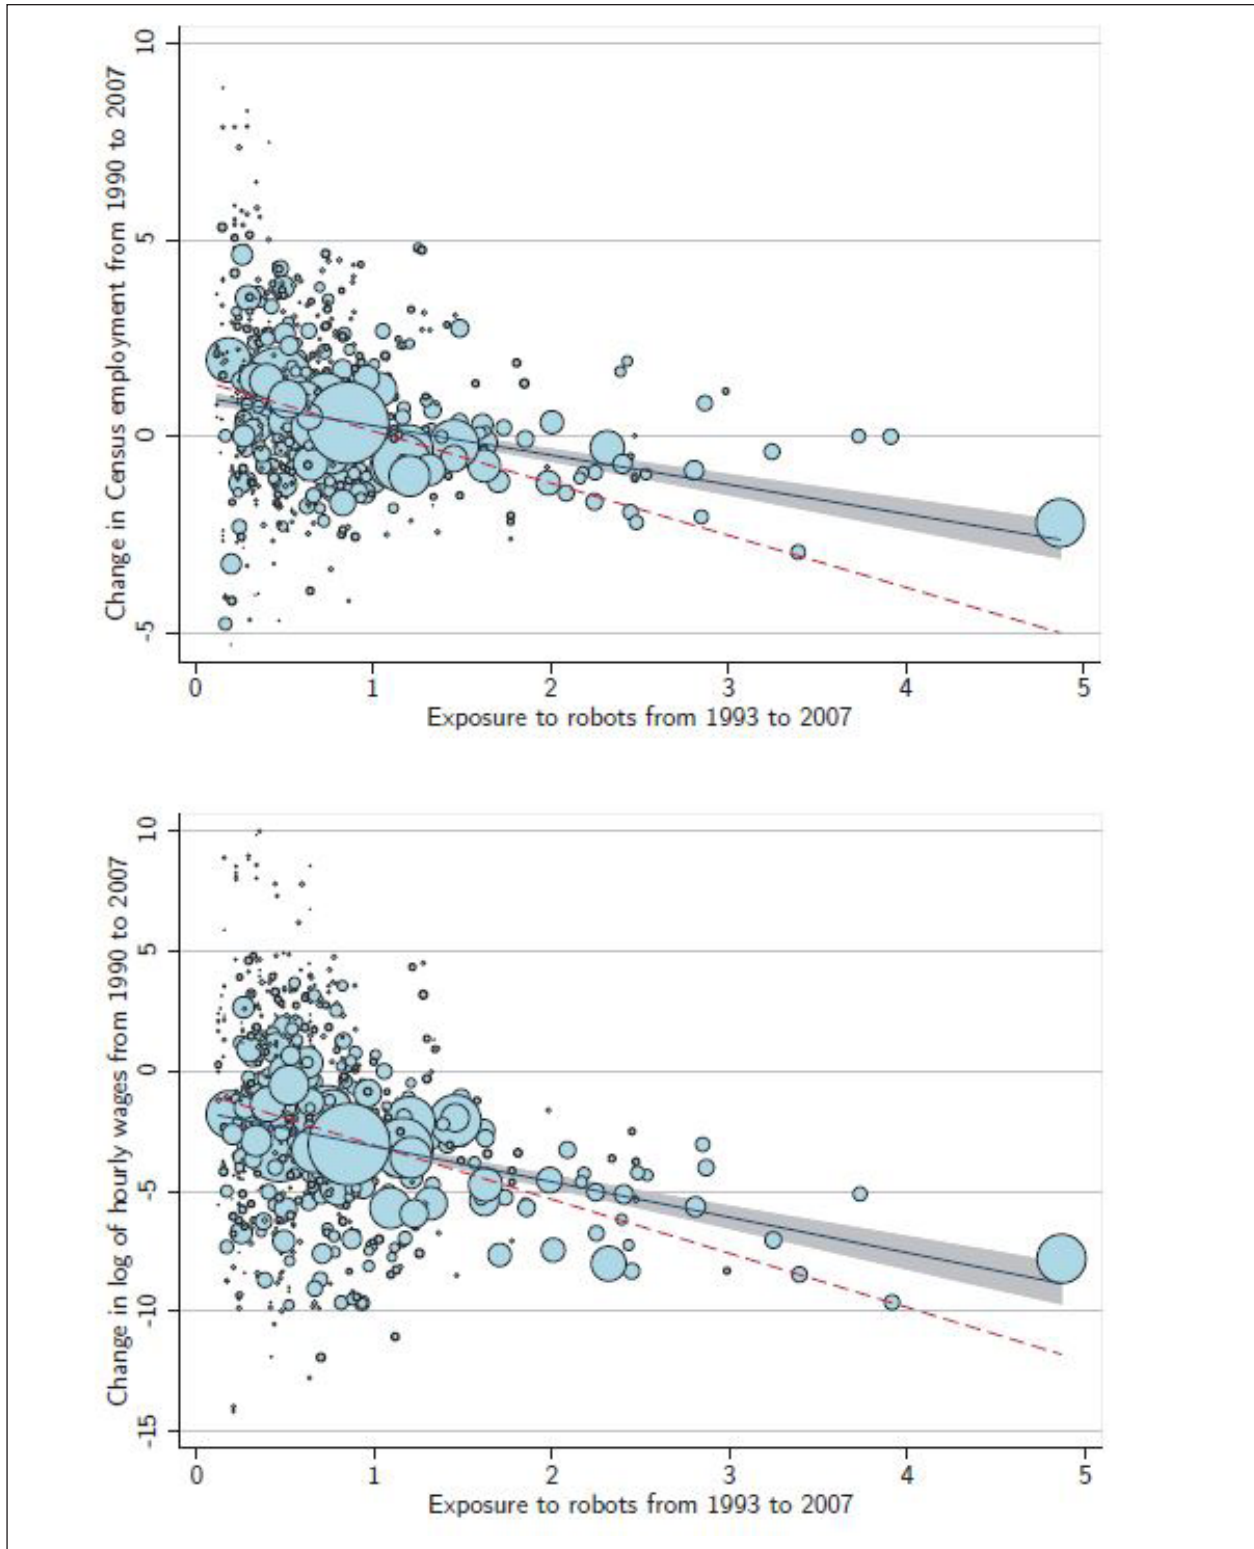 Change in Census employment from 1990 to 2007
10
5
0
-5
0 1 2 3 4 5
Exposure to robots from 1993 to 2007
Change in log of hourly wages from 1990 to 2007
10
5
0
-5
-10
-15
0 1 2 3 4 5
Exposure to robots from 1993 to 2007